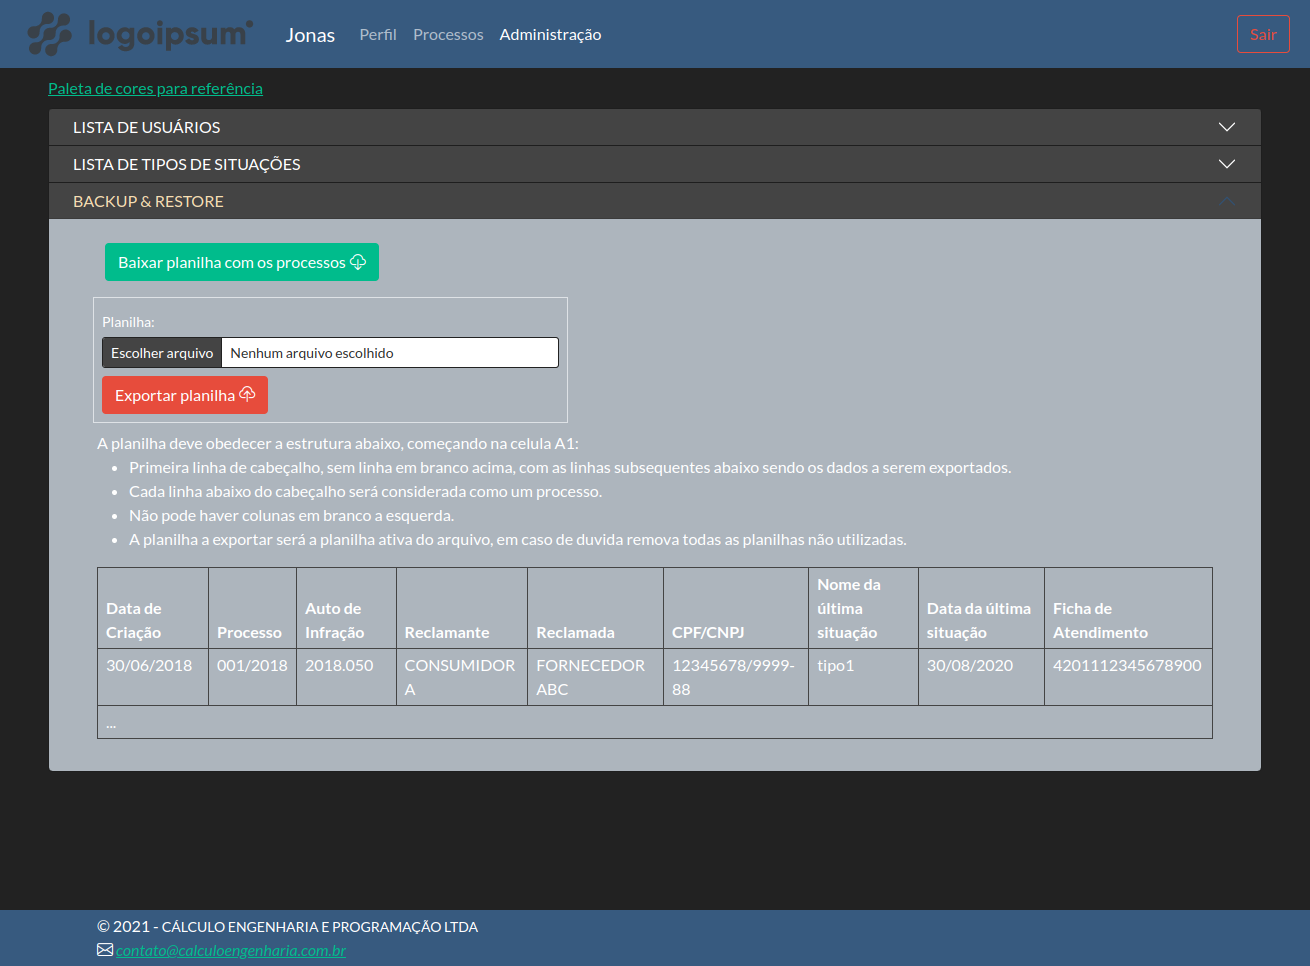 logoipsum Jonas Perfil Processos Administração Sair
Paleta de cores para referência
LISTA DE USUÁRIOS
LISTA DE TIPOS DE SITUAÇÕES
BACKUP & RESTORE
Baixar planilha com os processos
Planilha:
Escolher arquivo Nenhum arquivo escolhido
Exportar planilha
A planilha deve obedecer a estrutura abaixo, começando na celula A1:
• Primeira linha de cabeçalho, sem linha em branco acima, com as linhas subsequentes abaixo sendo os dados a serem exportados.
• Cada linha abaixo do cabeçalho será considerada como um processo.
• Não pode haver colunas em branco a esquerda.
• A planilha a exportar será a planilha ativa do arquivo, em caso de duvida remova todas as planilhas não utilizadas.
Data de
Criação
Processo
Auto de
Infração
Reclamante
Reclamada
CPF/CNPJ
Nome da
última
situação
Data da última
situação
Ficha de
Atendimento
30/06/2018
001/2018
2018.050
CONSUMIDOR
A
FORNECEDOR
ABC
12345678/9999-
88
tipo1
30/08/2020
4201112345678900
...
© 2021 - CÁLCULO ENGENHARIA E PROGRAMAÇÃO LTDA
contato@calculoengenharia.com.br